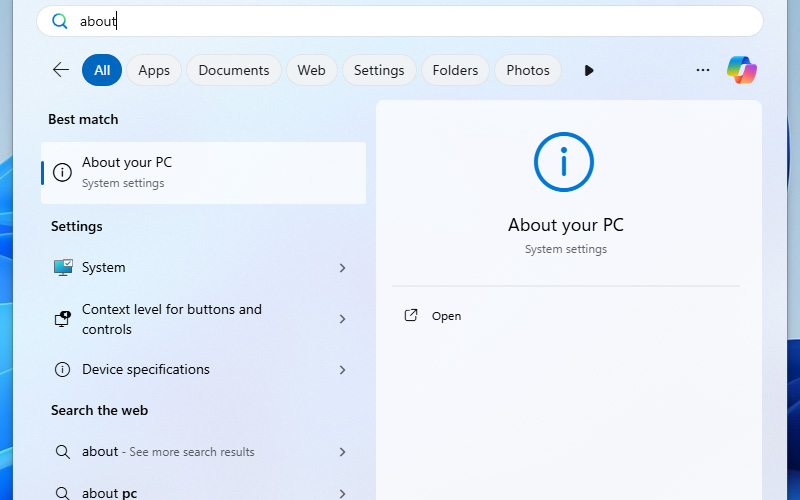 about
All
Apps
Documents
Web
Settings
Folders
Photos
Best match
About your PC
System settings
Settings
System
Context level for buttons and
controls
Device specifications
Search the web
about - See more search results
about pc
About your PC
System settings
Open